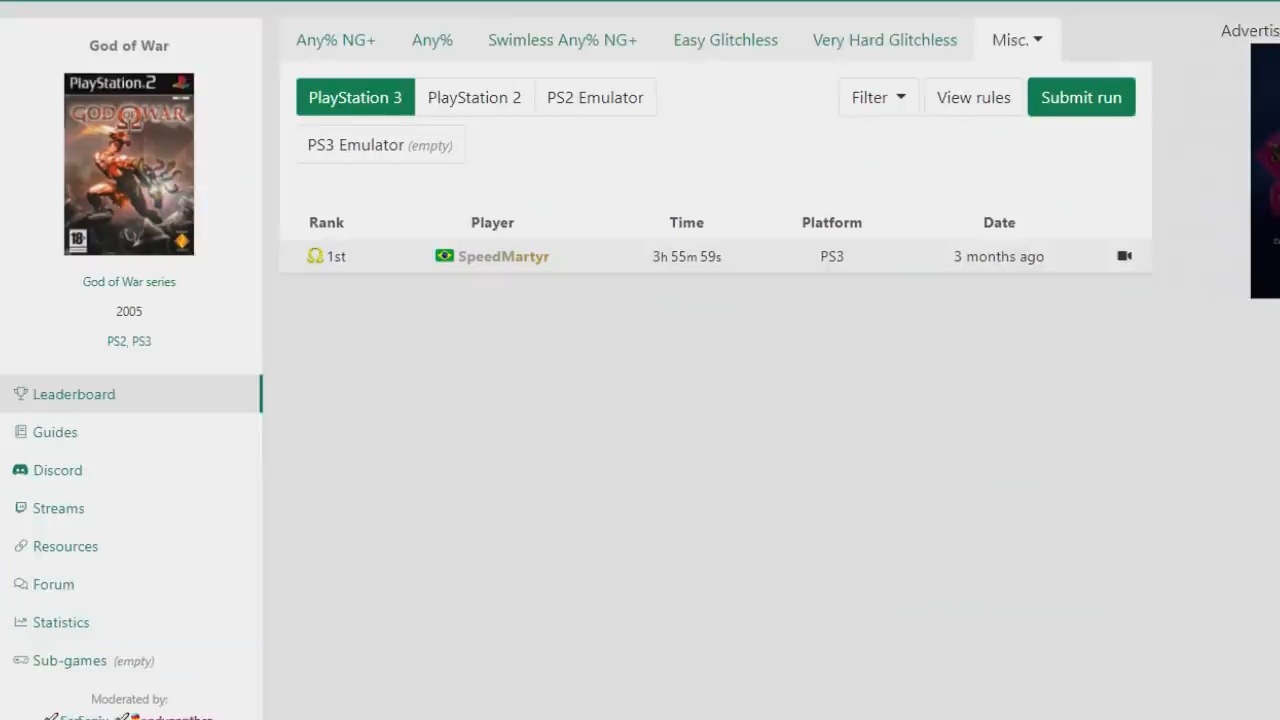 God of War
PlayStation 2
GOD OF WAR
18+
God of War series
2005
PS2, PS3
Leaderboard
Guides
Discord
Streams
Resources
Forum
Statistics
Sub-games (empty)
Moderated by:
Any% NG+ Any% Swimless Any% NG+ Easy Glitchless Very Hard Glitchless Misc.
PlayStation 3 PlayStation 2 PS2 Emulator Filter View rules Submit run
PS3 Emulator (empty)
Rank Player Time Platform Date
1st SpeedMartyr 3h 55m 59s PS3 3 months ago